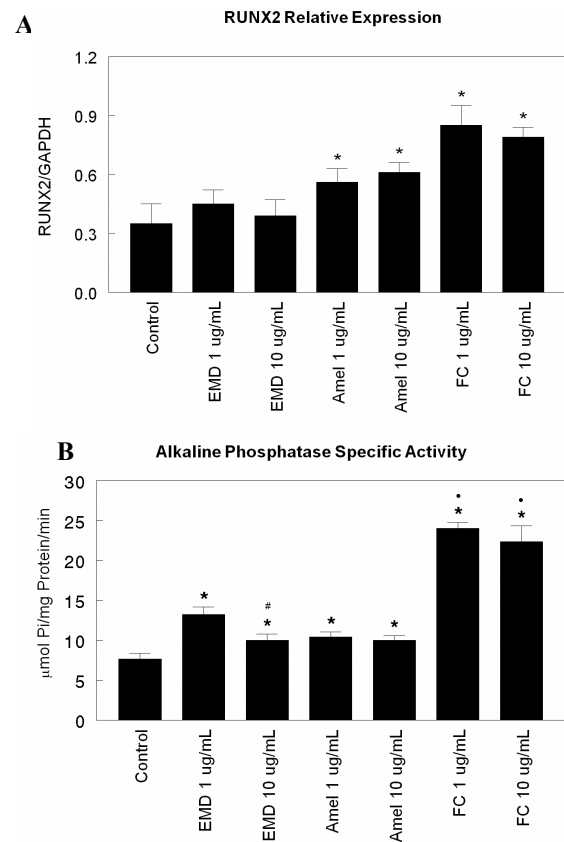 A
RUNX2 Relative Expression
RUNX2/GAPDH
1.2
0.9
0.6
0.3
0.0
* * * *
Control
EMD 1 ug/mL
EMD 10 ug/mL
Amel 1 ug/mL
Amel 10 ug/mL
FC 1 ug/mL
FC 10 ug/mL
B
Alkaline Phosphatase Specific Activity
μmol Pi/mg Protein/min
30
25
20
15
10
5
0
• •
* # * * * * *
Control
EMD 1 ug/mL
EMD 10 ug/mL
Amel 1 ug/mL
Amel 10 ug/mL
FC 1 ug/mL
FC 10 ug/mL